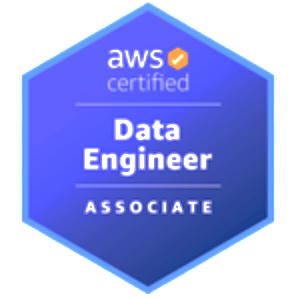 aws
certified
Data
Engineer
ASSOCIATE